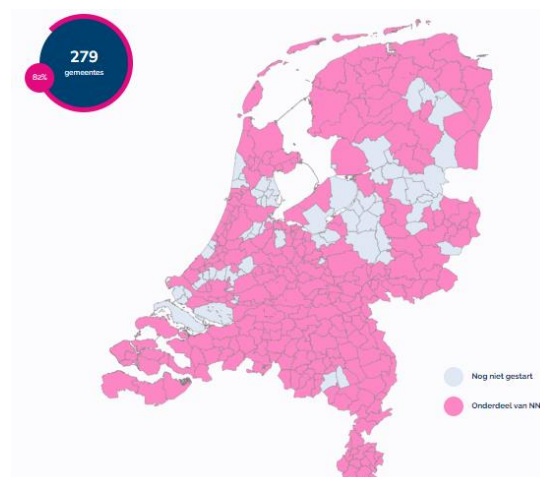 279
gemeentes
82%
Nog niet gestart
Onderdeel van NN